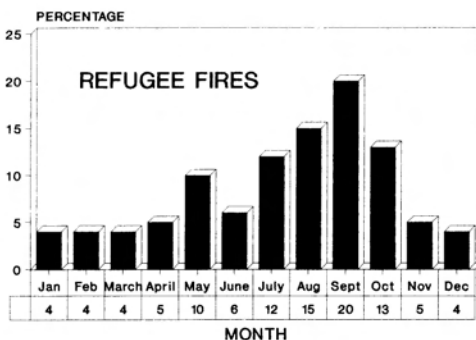 PERCENTAGE
REFUGEE FIRES
25
20
15
10
5
0
Jan Feb March April May June July Aug Sept Oct Nov Dec
4 4 4 5 10 6 12 15 20 13 5 4
MONTH